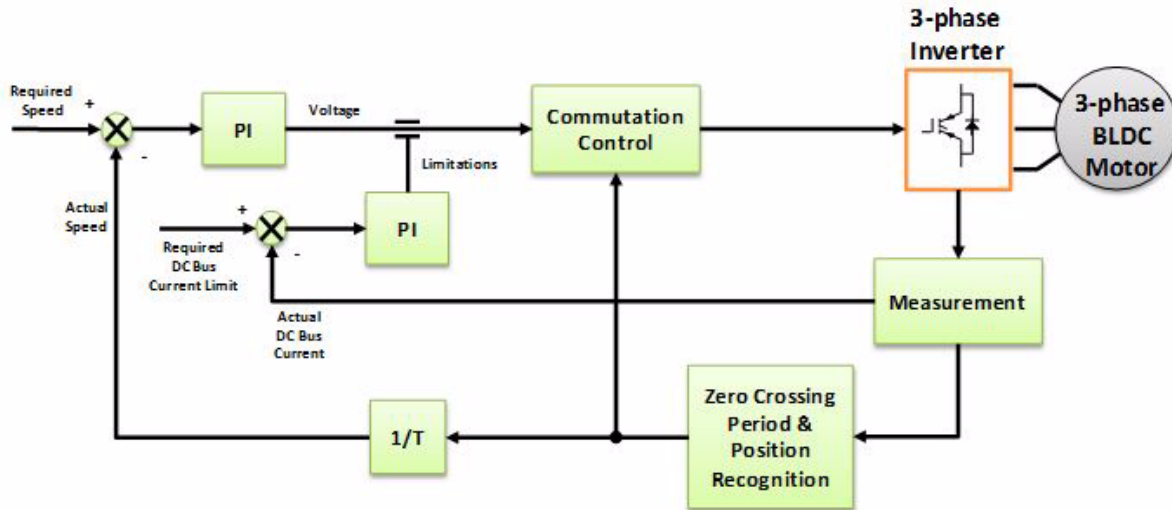 3-phase
Inverter
Required
Speed
+
-
PI
Voltage
Limitations
Commutation
Control
3-phase
BLDC
Motor
Actual
Speed
+
-
PI
Required
DC Bus
Current Limit
Actual
DC Bus
Current
Measurement
1/T
Zero Crossing
Period &
Position
Recognition